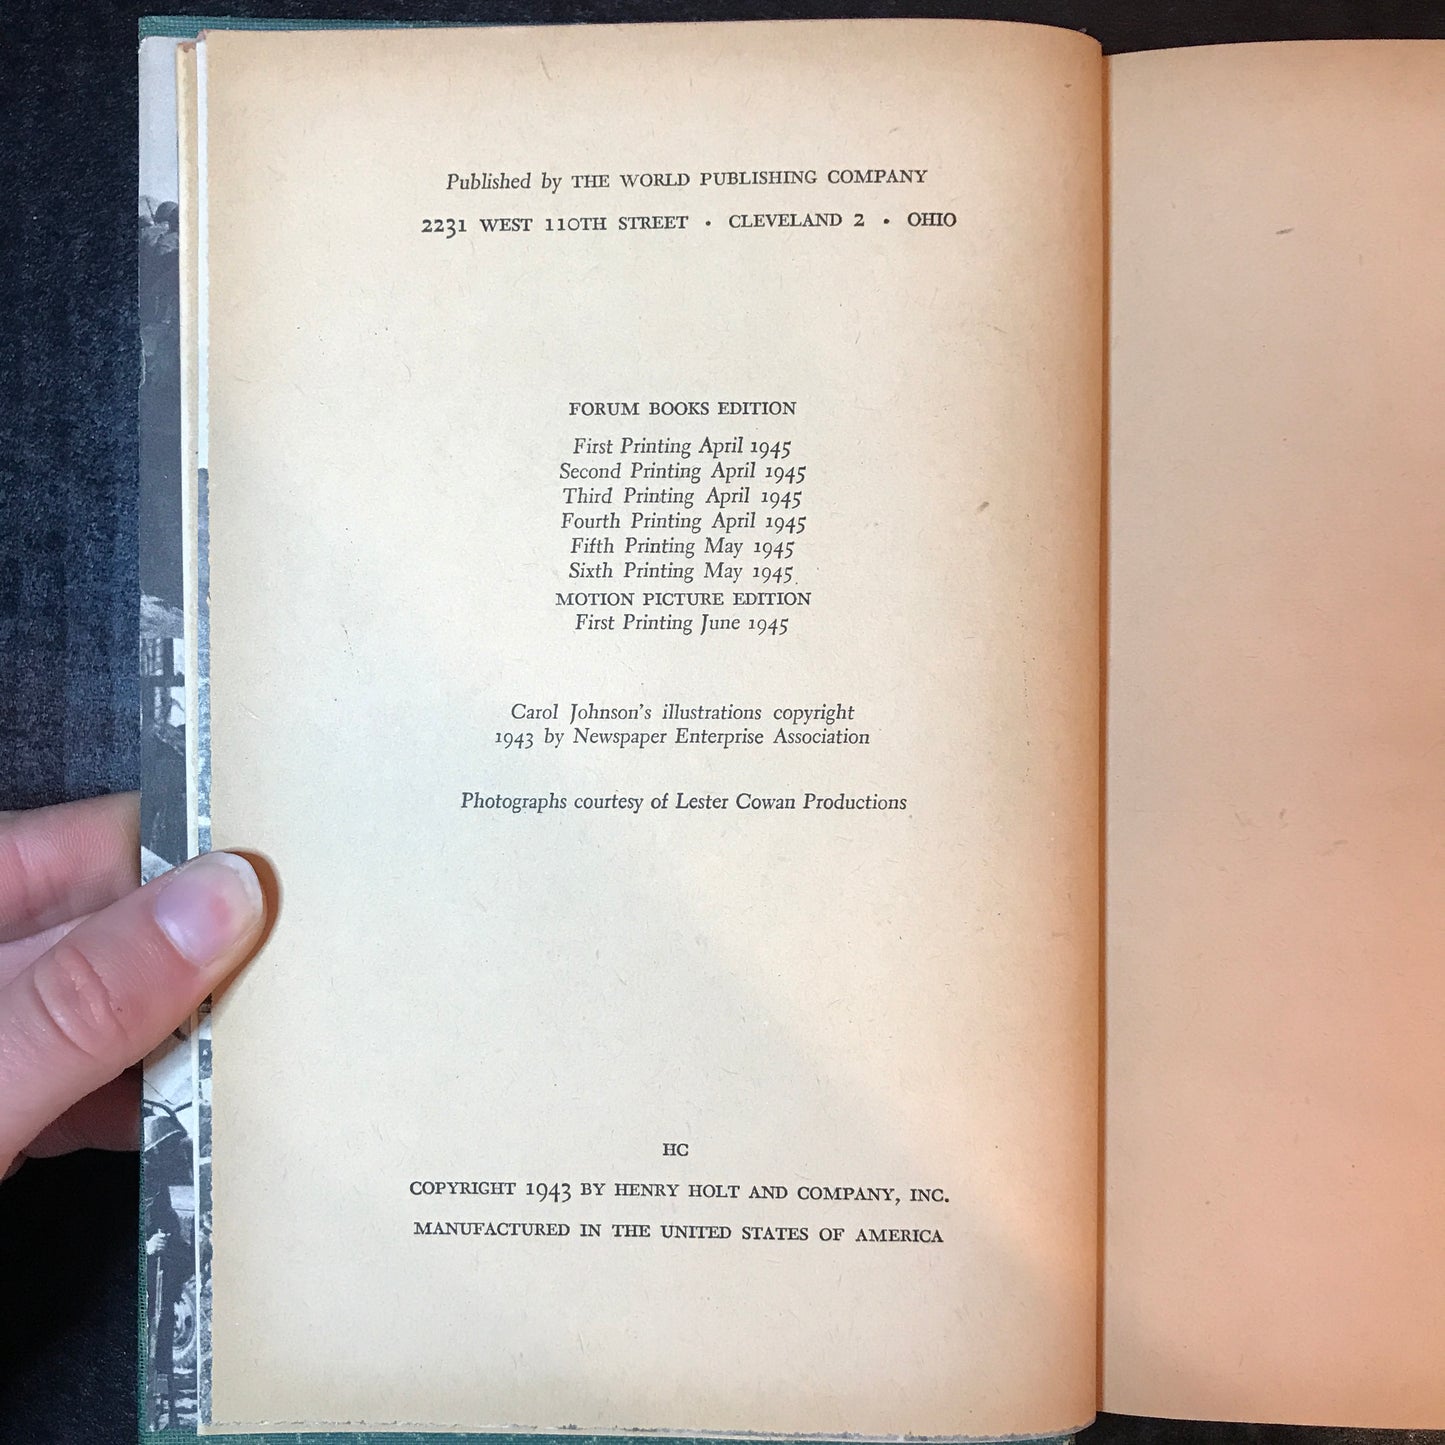 Published by THE WORLD PUBLISHING COMPANY
2231 WEST 110TH STREET • CLEVELAND 2 • OHIO
FORUM BOOKS EDITION
First Printing April 1945
Second Printing April 1945
Third Printing April 1945
Fourth Printing April 1945
Fifth Printing May 1945
Sixth Printing May 1945
MOTION PICTURE EDITION
First Printing June 1945
Carol Johnson's illustrations copyright
1943 by Newspaper Enterprise Association
Photographs courtesy of Lester Cowan Productions
HC
COPYRIGHT 1943 BY HENRY HOLT AND COMPANY, INC.
MANUFACTURED IN THE UNITED STATES OF AMERICA